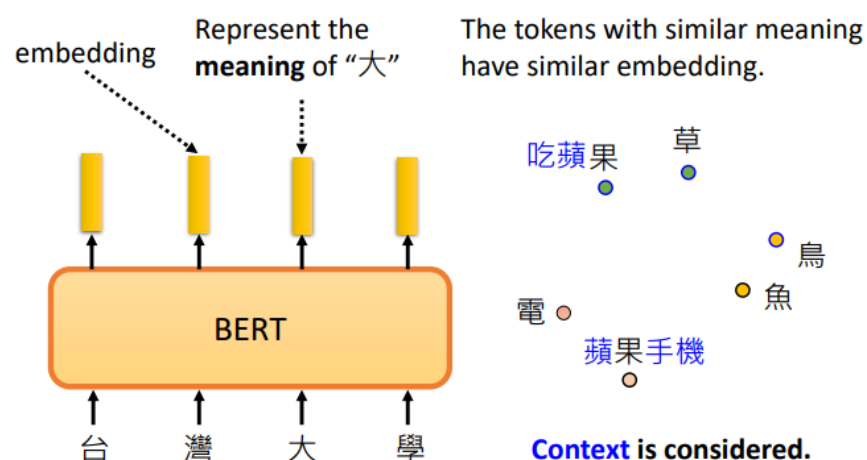 embedding
Represent the
meaning of “大”
The tokens with similar meaning
have similar embedding.
吃蘋果
草
鳥
魚
電
蘋果手機
BERT
台 灣 大 學
Context is considered.